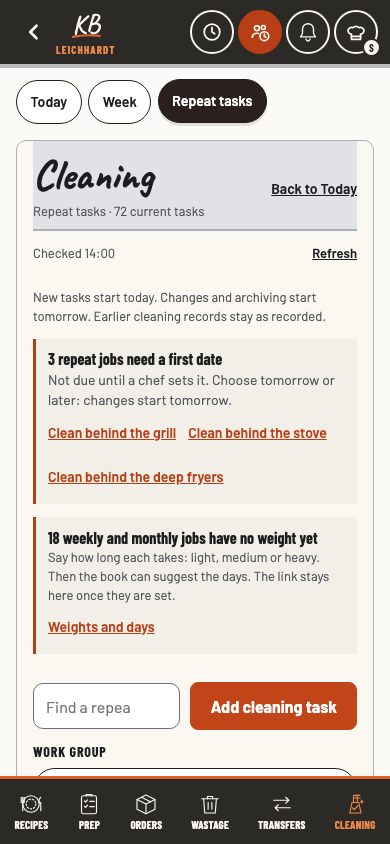 KB
LEICHHARDT
S
Today
Week
Repeat tasks
Cleaning
Back to Today
Repeat tasks · 72 current tasks
Checked 14:00
Refresh
New tasks start today. Changes and archiving start
tomorrow. Earlier cleaning records stay as recorded.
3 repeat jobs need a first date
Not due until a chef sets it. Choose tomorrow or
later: changes start tomorrow.
Clean behind the grill
Clean behind the stove
Clean behind the deep fryers
18 weekly and monthly jobs have no weight yet
Say how long each takes: light, medium or heavy.
Then the book can suggest the days. The link stays
here once they are set.
Weights and days
Find a repea
Add cleaning task
WORK GROUP
RECIPES
PREP
ORDERS
WASTAGE
TRANSFERS
CLEANING